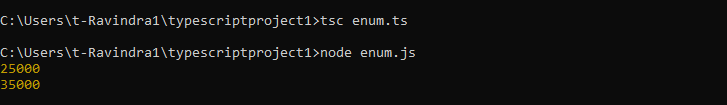 C:\Users\t-Ravindra1\typescriptproject1>tsc enum.ts
C:\Users\t-Ravindra1\typescriptproject1>node enum.js
25000
35000